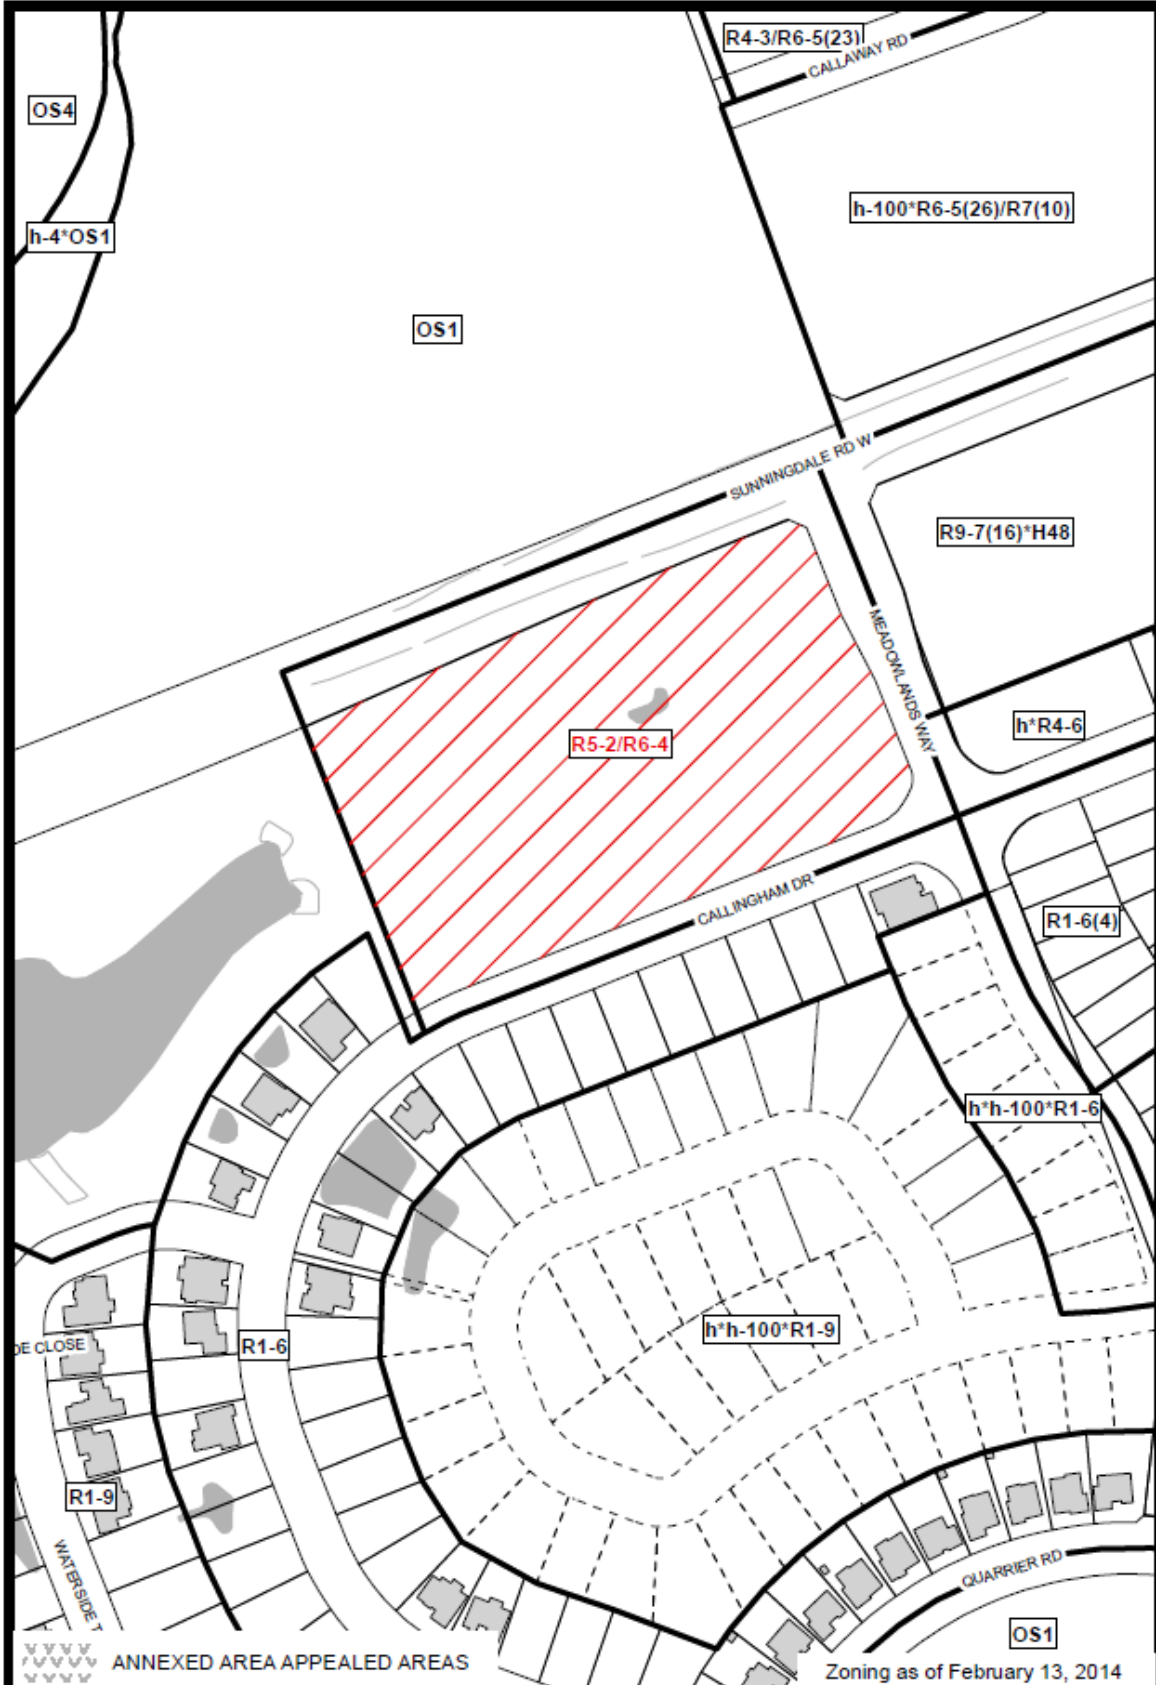 R4-3/R6-5(23)
CALLAWAY RD
OS4
h-100*R6-5(26)/R7(10)
h-4*OS1
OS1
SUNNINGDALE RD W
R9-7(16)*H48
MEADOWLANDS WAY
R5-2/R6-4
h*R4-6
CALLINGHAM DR
R1-6(4)
h*h-100*R1-6
h*h-100*R1-9
DE CLOSE
R1-6
R1-9
WATERSIDE T
QUARRIER RD
OS1
ANNEXED AREA APPEALED AREAS
Zoning as of February 13, 2014